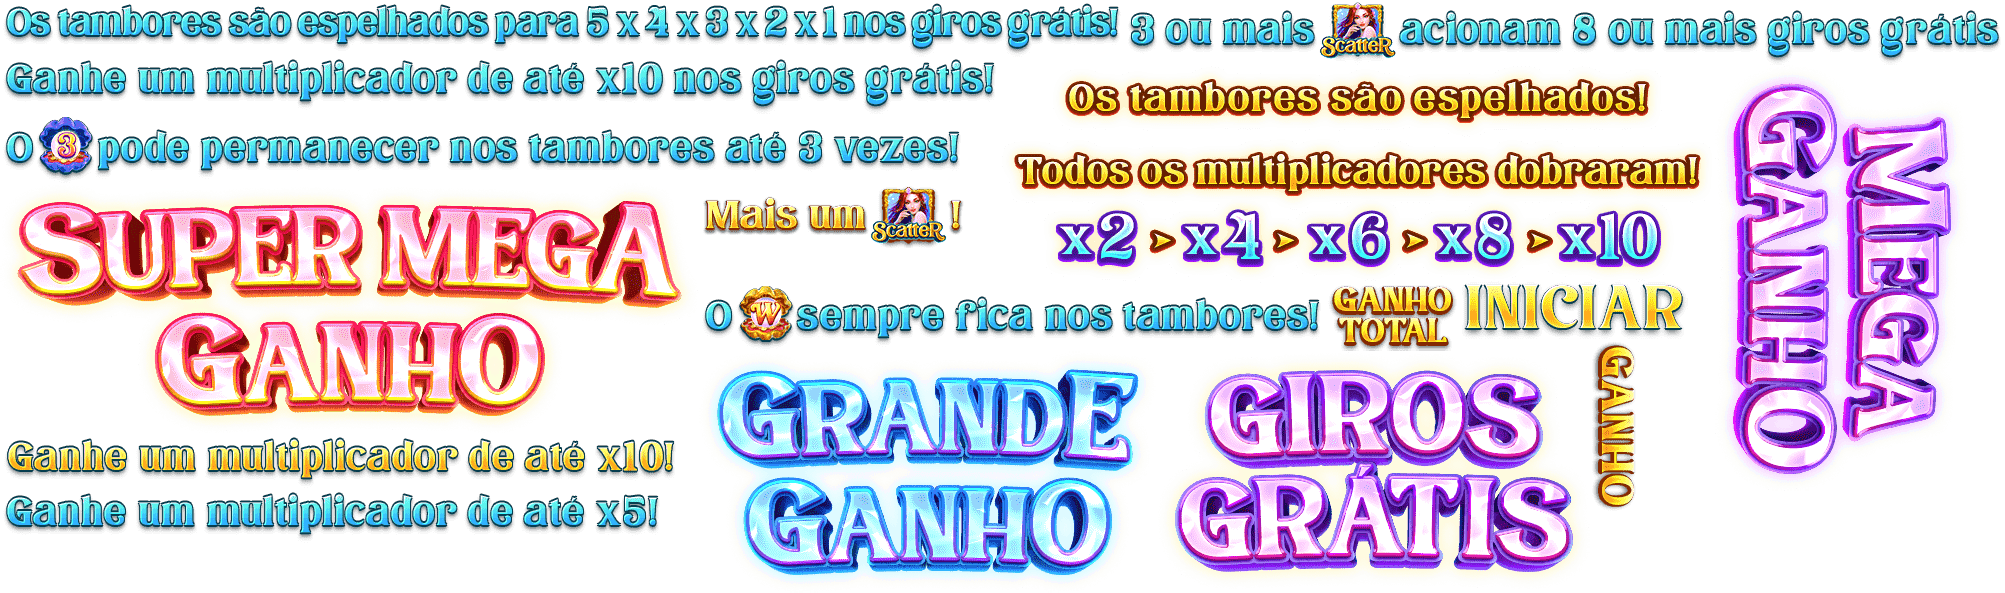 Os tambores são espelhados para 5 x 4 x 3 x 2 x 1 nos giros grátis!
3 ou mais Scatter acionam 8 ou mais giros grátis
Ganhe um multiplicador de até x10 nos giros grátis!
Os tambores são espelhados!
O 3 pode permanecer nos tambores até 3 vezes!
Todos os multiplicadores dobraram!
Mais um Scatter !
x2 > x4 > x6 > x8 > x10
SUPER MEGA
GANHO
O W sempre fica nos tambores!
GANHO
TOTAL
INICIAR
GANHO
MEGA
GANHO
GRANDE
GANHO
GIROS
GRÁTIS
Ganhe um multiplicador de até x10!
Ganhe um multiplicador de até x5!